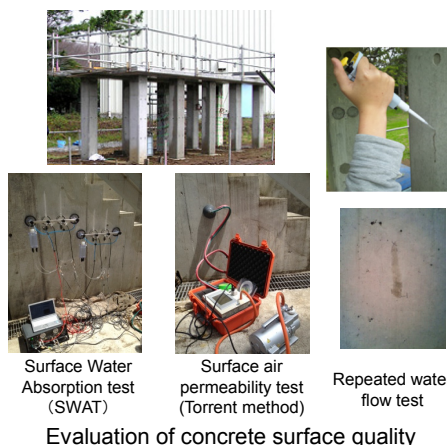 Surface Water
Absorption test
（SWAT）
Surface air
permeability test
(Torrent method)
Repeated wate
flow test
Evaluation of concrete surface quality